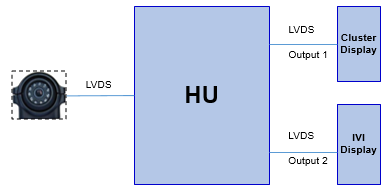 LVDS
HU
LVDS
Output 1
Cluster
Display
LVDS
Output 2
IVI
Display